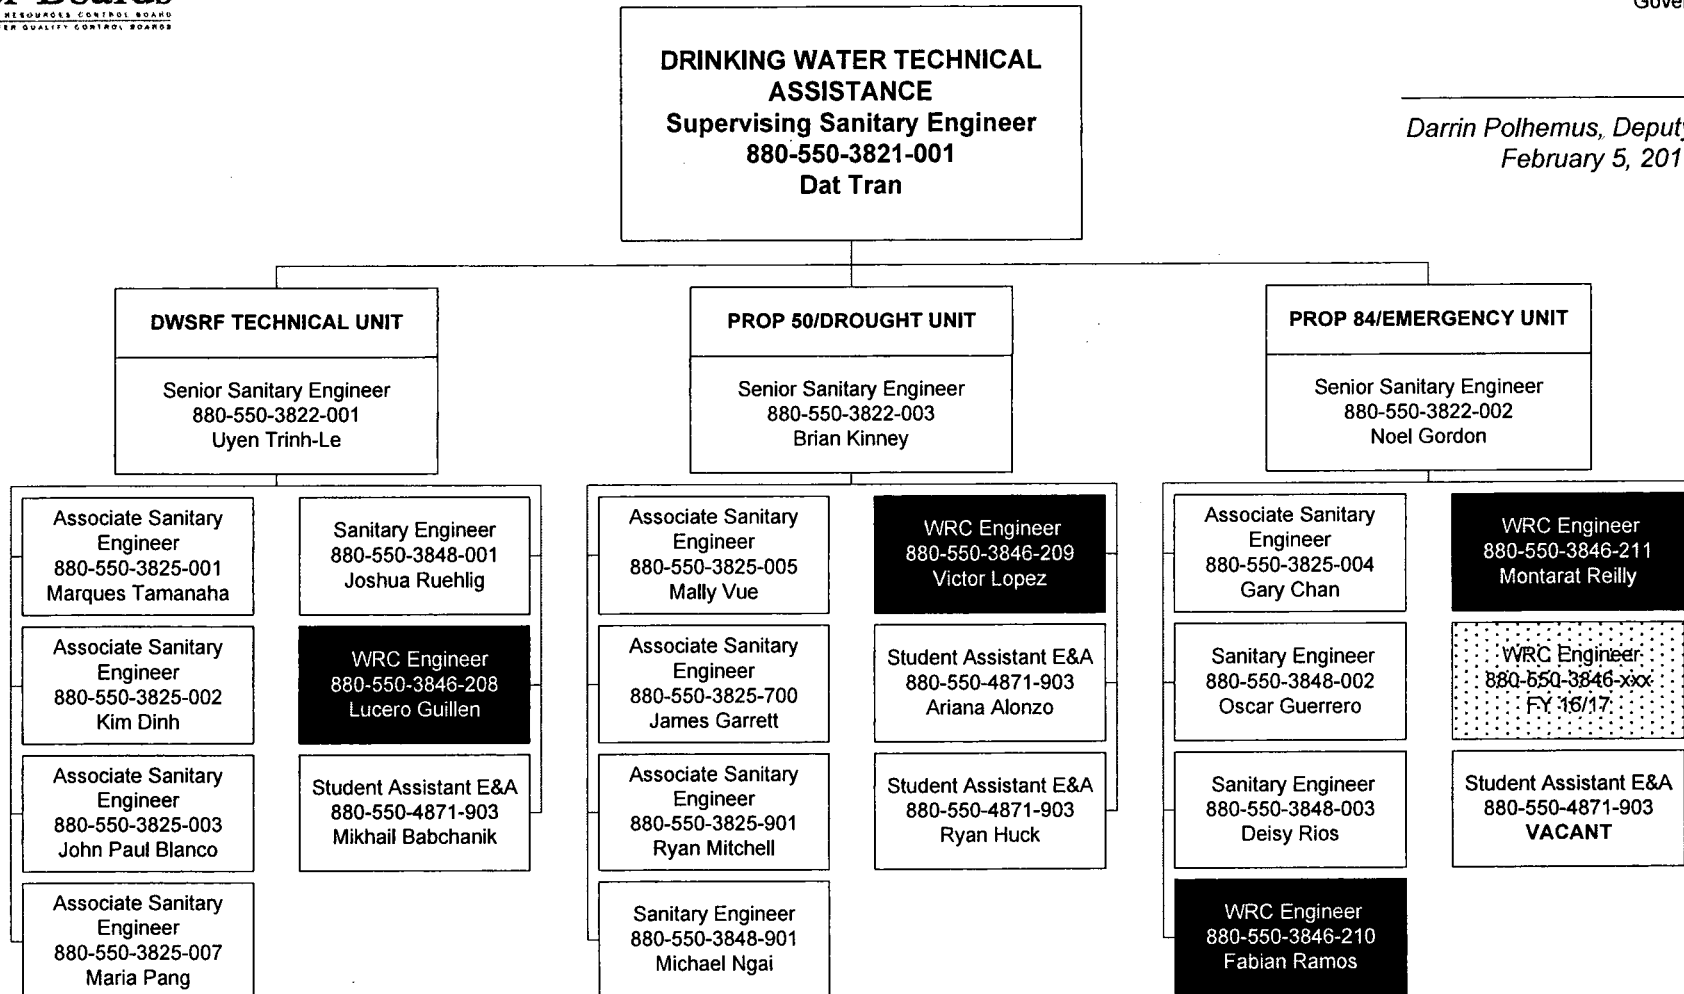 RESOURCES CONTROL BOARD
QUALITY CONTROL BOARDS
DRINKING WATER TECHNICAL
ASSISTANCE
Supervising Sanitary Engineer
880-550-3821-001
Dat Tran
Darrin Polhemus, Deputy
February 5, 201
DWSRF TECHNICAL UNIT
Senior Sanitary Engineer
880-550-3822-001
Uyen Trinh-Le
PROP 50/DROUGHT UNIT
Senior Sanitary Engineer
880-550-3822-003
Brian Kinney
PROP 84/EMERGENCY UNIT
Senior Sanitary Engineer
880-550-3822-002
Noel Gordon
Associate Sanitary
Engineer
880-550-3825-001
Marques Tamanaha
Associate Sanitary
Engineer
880-550-3825-002
Kim Dinh
Associate Sanitary
Engineer
880-550-3825-003
John Paul Blanco
Associate Sanitary
Engineer
880-550-3825-007
Maria Pang
Sanitary Engineer
880-550-3848-001
Joshua Ruehlig
WRC Engineer
880-550-3846-208
Lucero Guillen
Student Assistant E&A
880-550-4871-903
Mikhail Babchanik
Associate Sanitary
Engineer
880-550-3825-005
Mally Vue
Associate Sanitary
Engineer
880-550-3825-700
James Garrett
Associate Sanitary
Engineer
880-550-3825-901
Ryan Mitchell
Sanitary Engineer
880-550-3848-901
Michael Ngai
WRC Engineer
880-550-3846-209
Victor Lopez
Student Assistant E&A
880-550-4871-903
Ariana Alonzo
Student Assistant E&A
880-550-4871-903
Ryan Huck
Associate Sanitary
Engineer
880-550-3825-004
Gary Chan
Sanitary Engineer
880-550-3848-002
Oscar Guerrero
Sanitary Engineer
880-550-3848-003
Deisy Rios
WRC Engineer
880-550-3846-210
Fabian Ramos
WRC Engineer
880-550-3846-211
Montarat Reilly
WRC Engineer
880-550-3846-xxx
FY 16/17
Student Assistant E&A
880-550-4871-903
VACANT